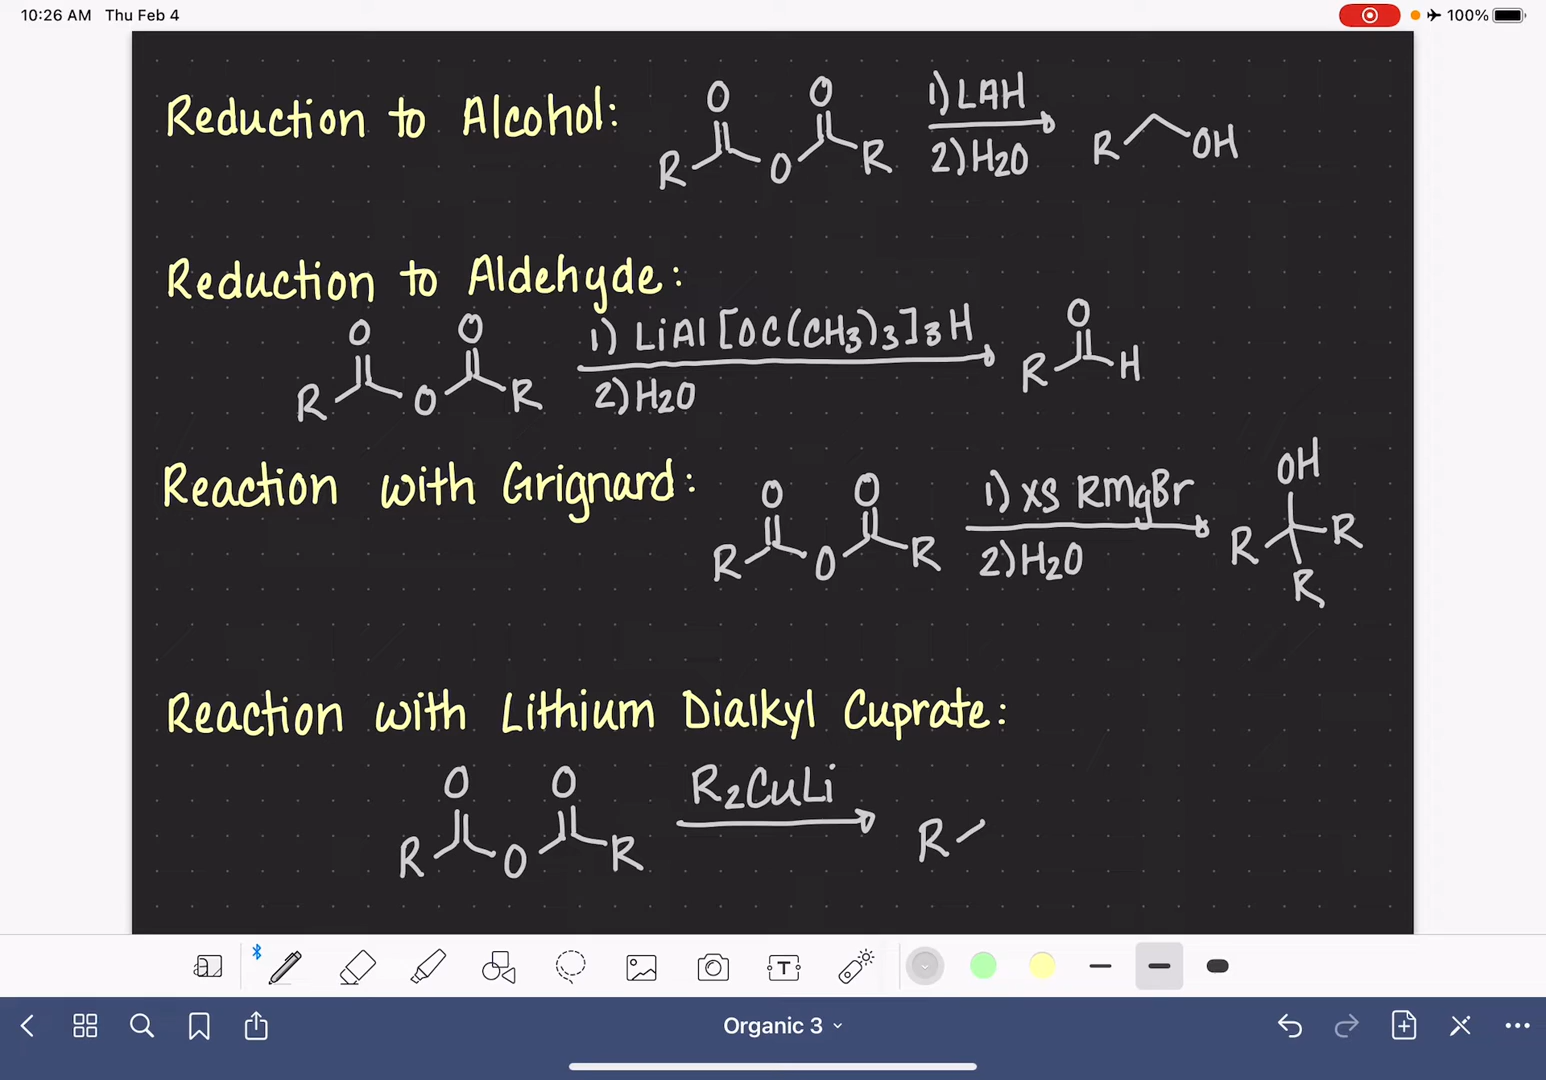 10:26 AM Thu Feb 4
100%
Reduction to Alcohol:
O O
R O R
1) LAH
2) H2O
R OH
Reduction to Aldehyde:
O O
R O R
1) LiAl[OC(CH3)3]3H
2) H2O
O
R H
Reaction with Grignard:
O O
R O R
1) XS RMgBr
2) H2O
OH
R R
R
Reaction with Lithium Dialkyl Cuprate:
O O
R O R
R2CuLi
R
T
Organic 3